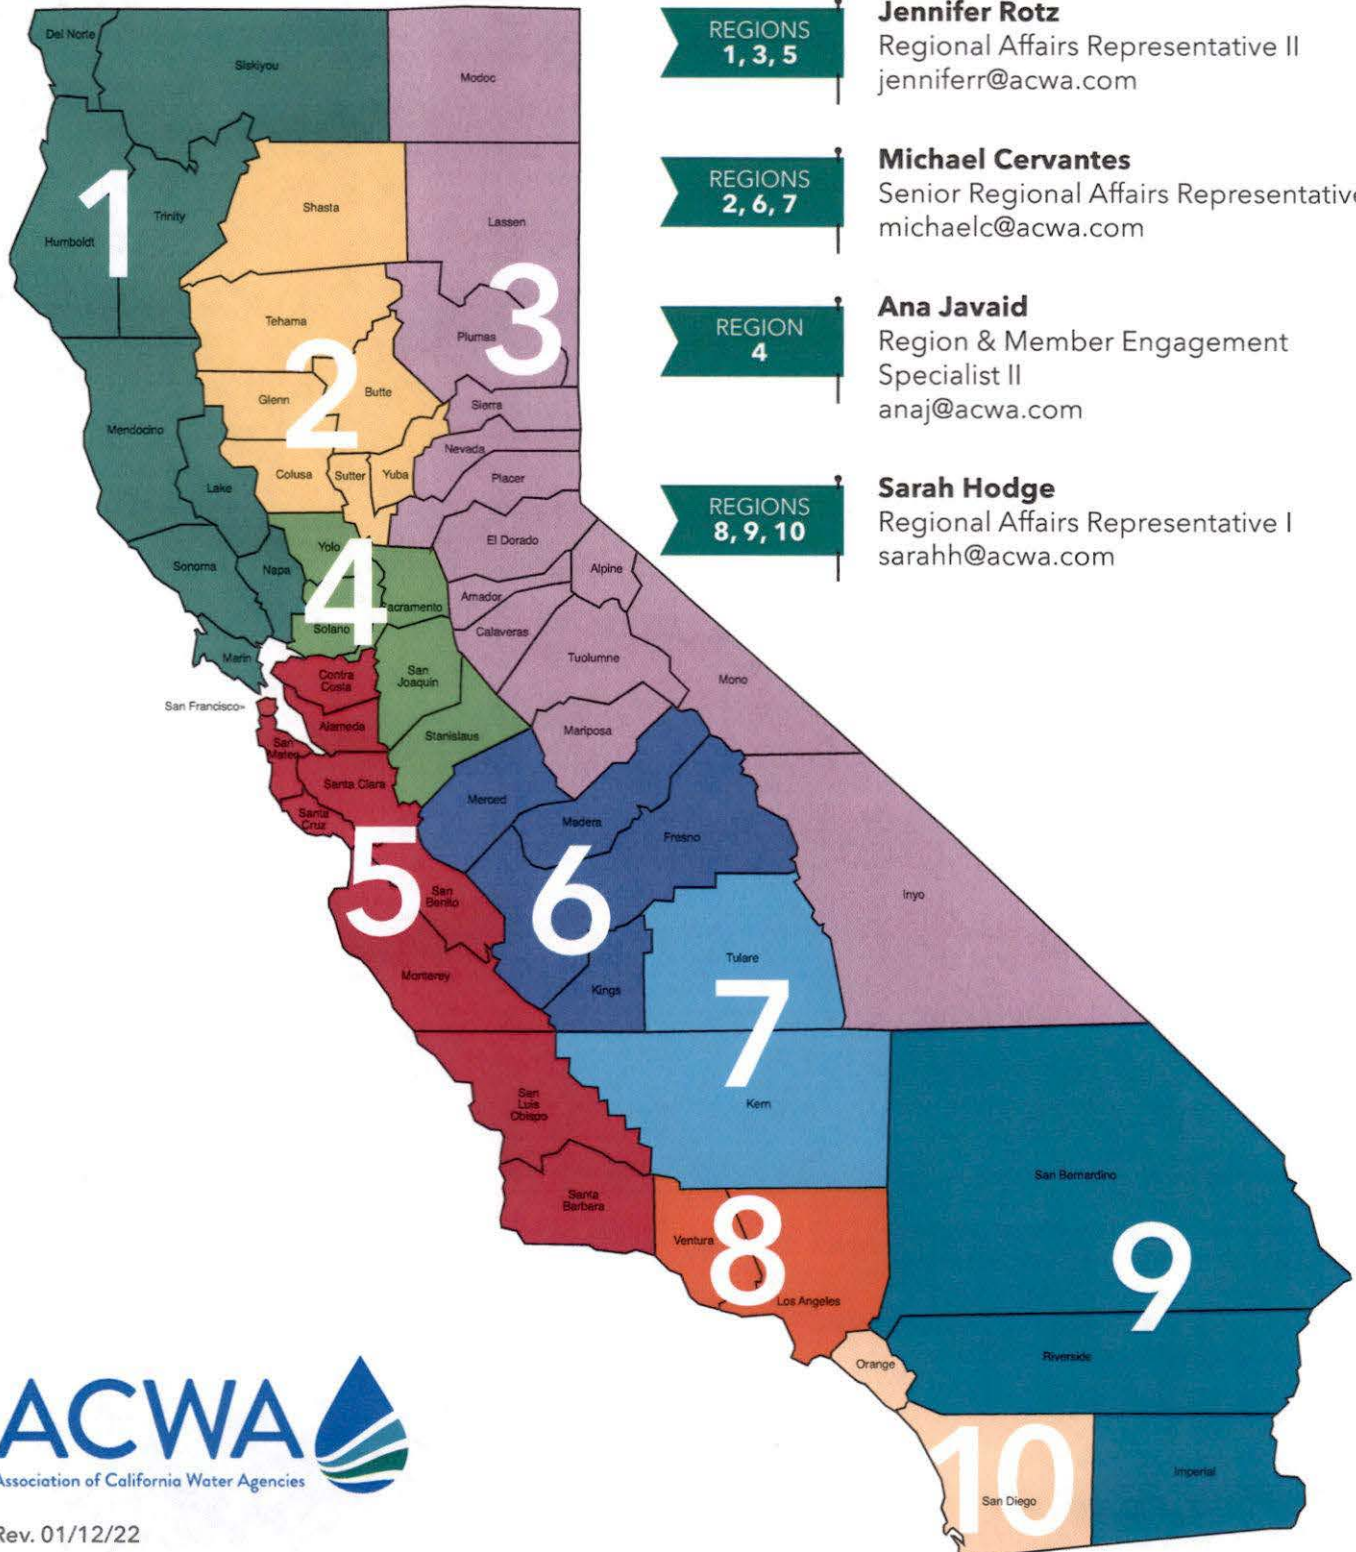 REGIONS
1, 3, 5
Jennifer Rotz
Regional Affairs Representative II
jenniferr@acwa.com
REGIONS
2, 6, 7
Michael Cervantes
Senior Regional Affairs Representative
michaelc@acwa.com
REGION
4
Ana Javaid
Region & Member Engagement
Specialist II
anaj@acwa.com
REGIONS
8, 9, 10
Sarah Hodge
Regional Affairs Representative I
sarahh@acwa.com
Del Norte
Siskiyou
Modoc
1
Humboldt
Trinity
Shasta
Lassen
3
Tehama
Plumas
2
Glenn
Butte
Sierra
Mendocino
Nevada
Lake
Colusa
Sutter
Yuba
Placer
Yolo
El Dorado
Sonoma
Napa
4
Alpine
Amador
acramento
Solano
Calaveras
Marin
Tuolumne
Contra
Costa
San
Joaquin
Mono
San Francisco
Alameda
Stanislaus
Mariposa
San
Mateo
Santa Clara
Merced
Santa
Cruz
Madera
Fresno
5
San
Benito
6
Inyo
Monterey
Kings
Tulare
7
San
Luis
Obispo
Kern
Santa
Barbara
San Bernardino
Ventura
8
Los Angeles
9
Orange
Riverside
10
San Diego
Imperial
ACWA
Association of California Water Agencies
Rev. 01/12/22